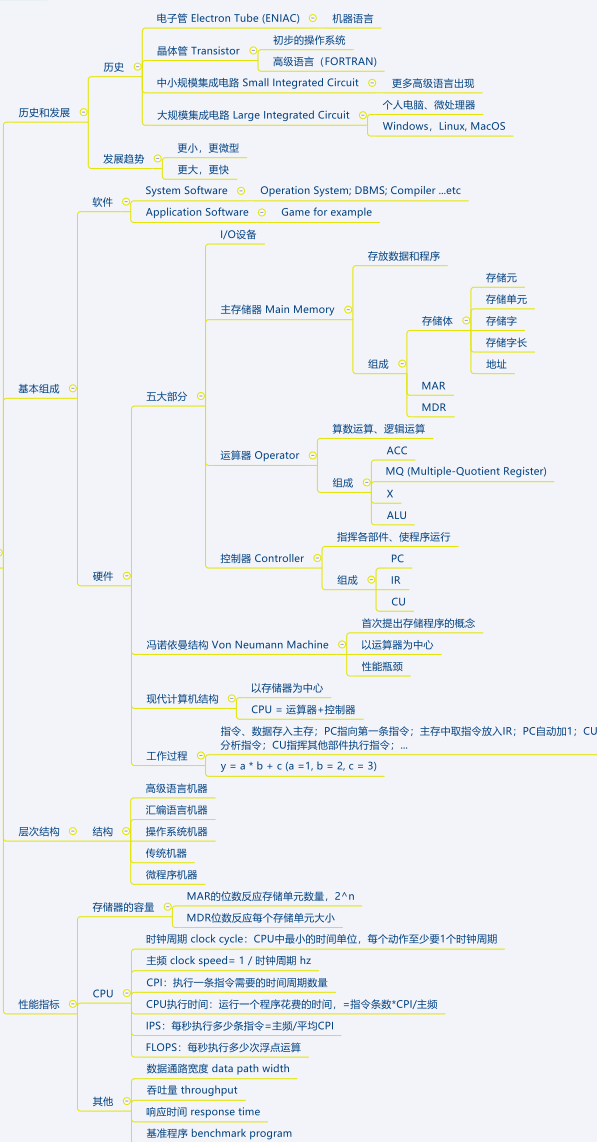 历史和发展
历史
电子管 Electron Tube (ENIAC)
机器语言
晶体管 Transistor
初步的操作系统
高级语言（FORTRAN）
中小规模集成电路 Small Integrated Circuit
更多高级语言出现
大规模集成电路 Large Integrated Circuit
个人电脑、微处理器
Windows，Linux, MacOS
发展趋势
更小，更微型
更大，更快
基本组成
软件
System Software
Operation System; DBMS; Compiler ...etc
Application Software
Game for example
硬件
五大部分
I/O设备
主存储器 Main Memory
存放数据和程序
组成
存储体
存储元
存储单元
存储字
存储字长
地址
MAR
MDR
运算器 Operator
算数运算、逻辑运算
组成
ACC
MQ (Multiple-Quotient Register)
X
ALU
控制器 Controller
指挥各部件、使程序运行
组成
PC
IR
CU
冯诺依曼结构 Von Neumann Machine
首次提出存储程序的概念
以运算器为中心
性能瓶颈
现代计算机结构
以存储器为中心
CPU = 运算器+控制器
工作过程
指令、数据存入主存；PC指向第一条指令；主存中取指令放入IR；PC自动加1；CU
分析指令；CU指挥其他部件执行指令；...
y = a * b + c (a =1, b = 2, c = 3)
层次结构
结构
高级语言机器
汇编语言机器
操作系统机器
传统机器
微程序机器
性能指标
存储器的容量
MAR的位数反应存储单元数量，2^n
MDR位数反应每个存储单元大小
CPU
时钟周期 clock cycle：CPU中最小的时间单位，每个动作至少要1个时钟周期
主频 clock speed= 1 / 时钟周期 hz
CPI：执行一条指令需要的时间周期数量
CPU执行时间：运行一个程序花费的时间，=指令条数*CPI/主频
IPS：每秒执行多少条指令=主频/平均CPI
FLOPS：每秒执行多少次浮点运算
其他
数据通路宽度 data path width
吞吐量 throughput
响应时间 response time
基准程序 benchmark program